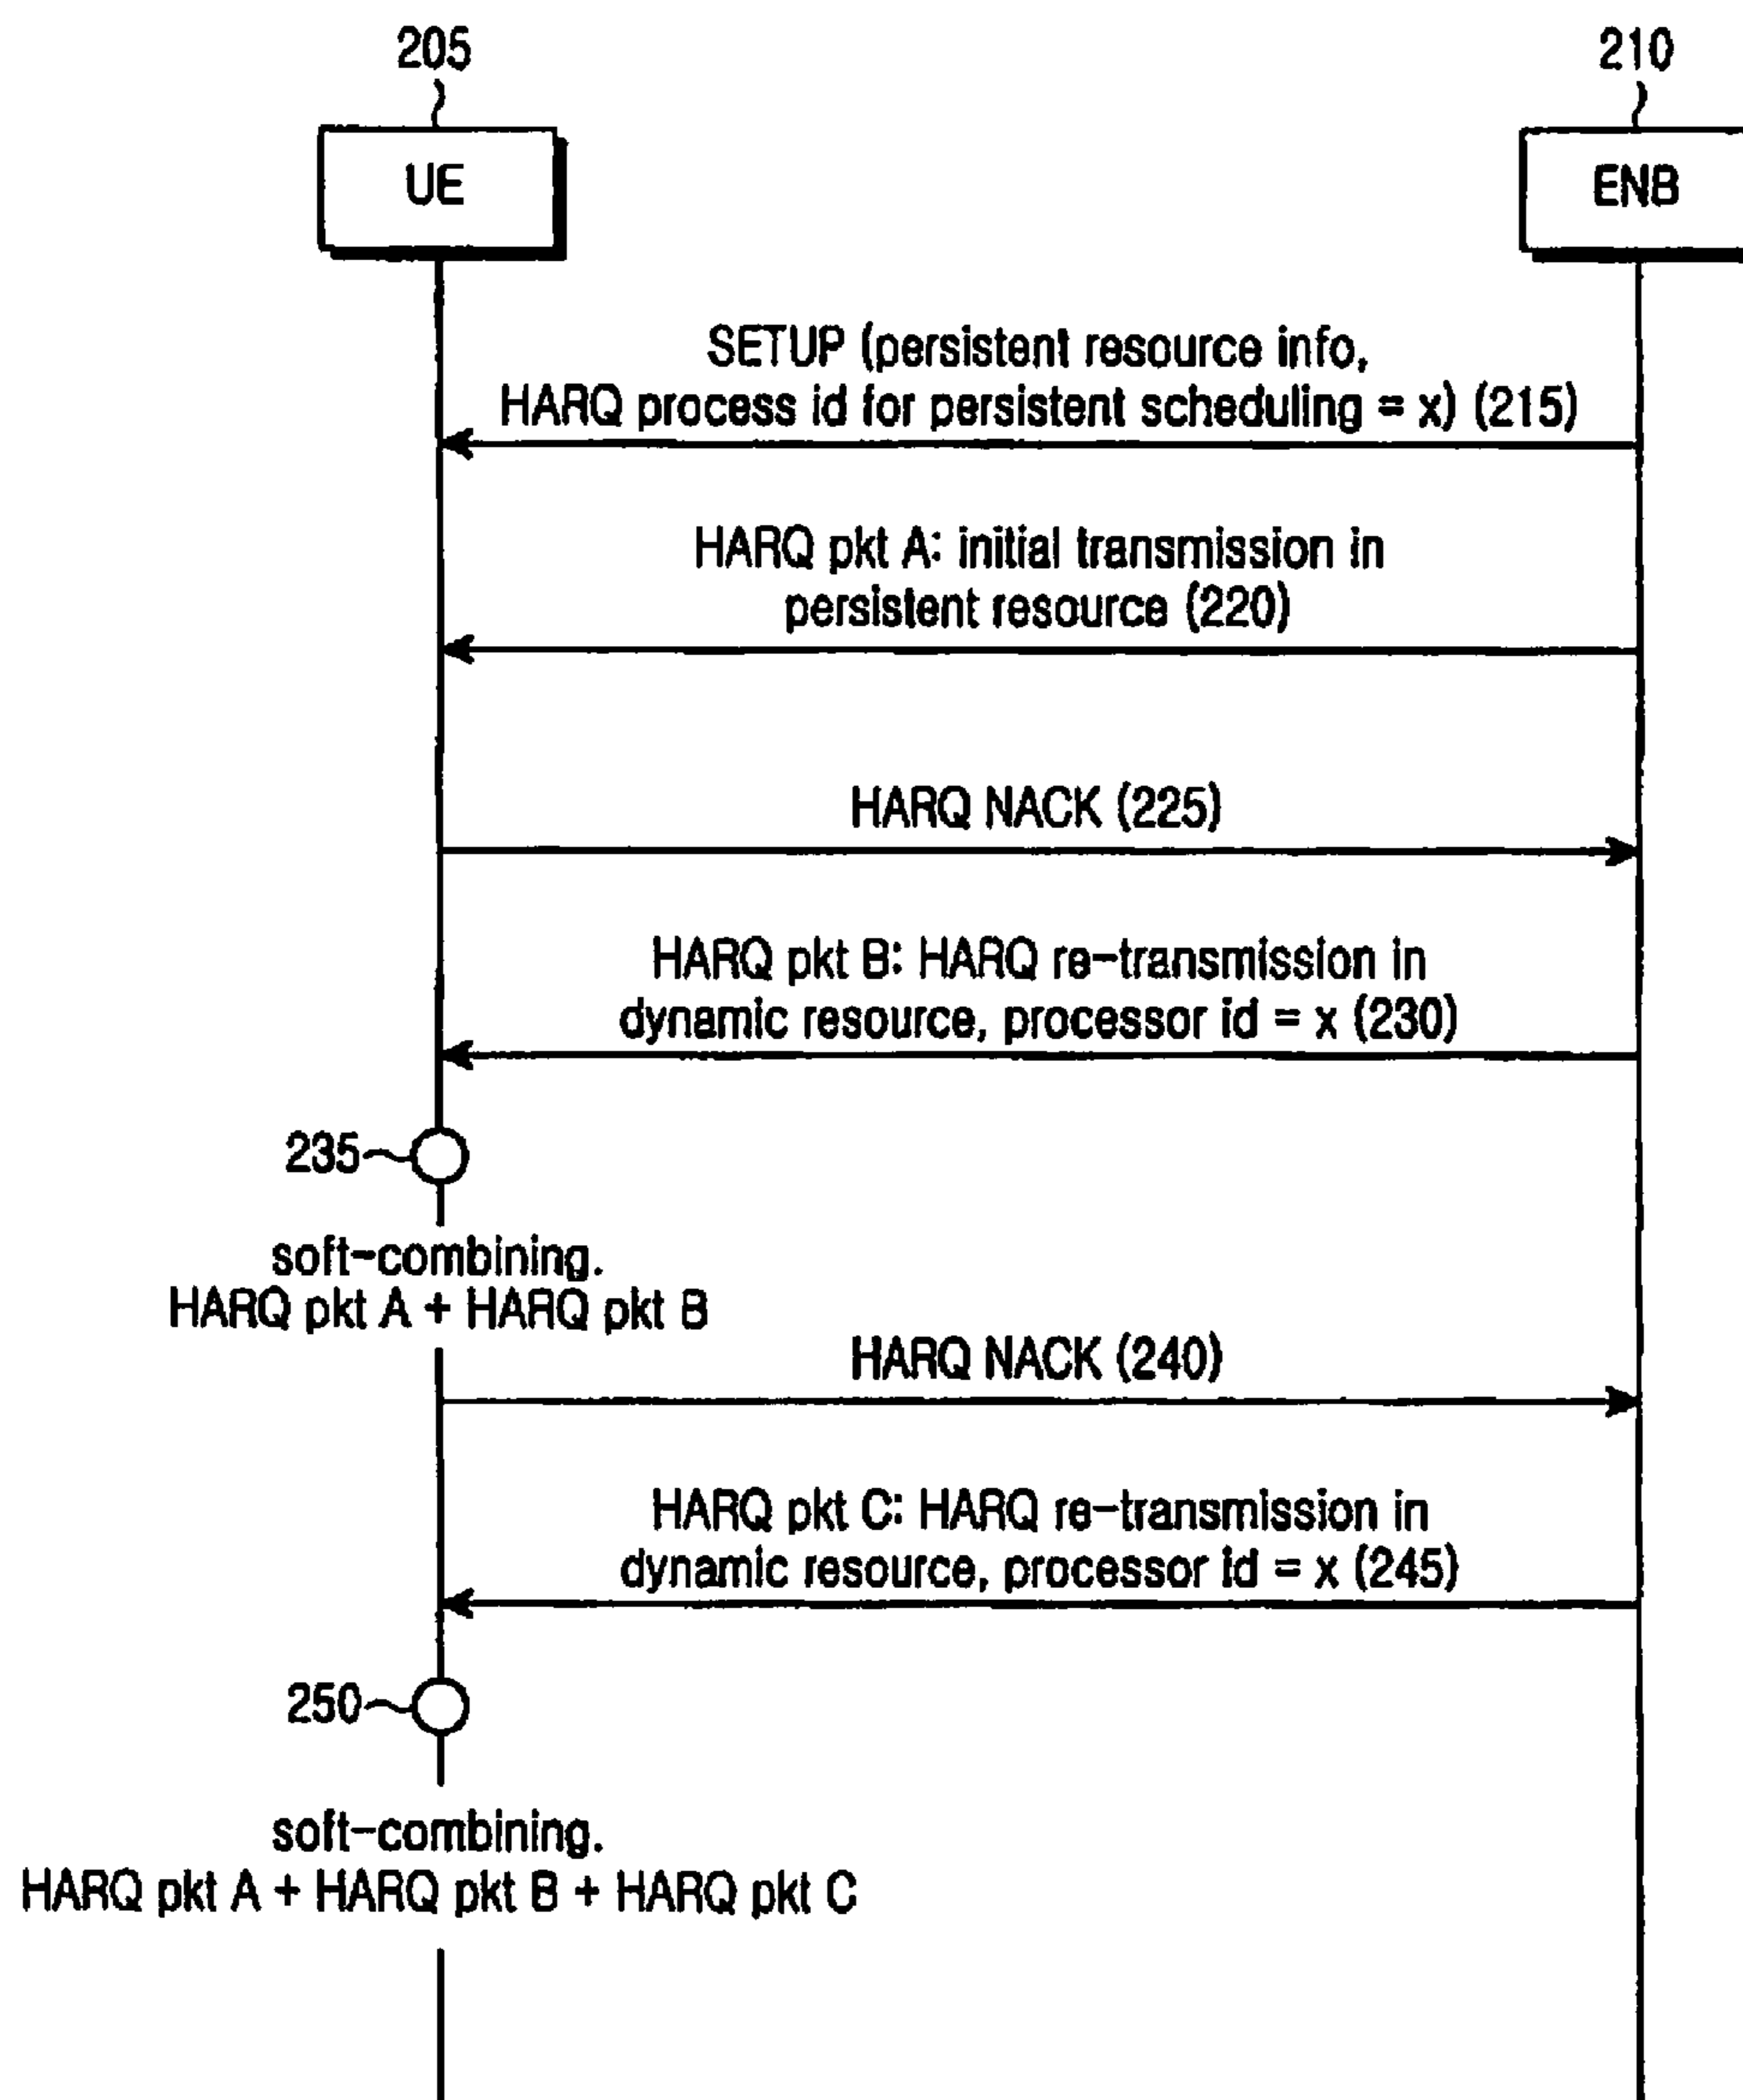 205
210
UE
ENB
SETUP (persistent resource info,
HARQ process id for persistent scheduling = x) (215)
HARQ pkt A: initial transmission in
persistent resource (220)
HARQ NACK (225)
HARQ pkt B: HARQ re-transmission in
dynamic resource, processor id = x (230)
235
soft-combining.
HARQ pkt A + HARQ pkt B
HARQ NACK (240)
HARQ pkt C: HARQ re-transmission in
dynamic resource, processor id = x (245)
250
soft-combining.
HARQ pkt A + HARQ pkt B + HARQ pkt C